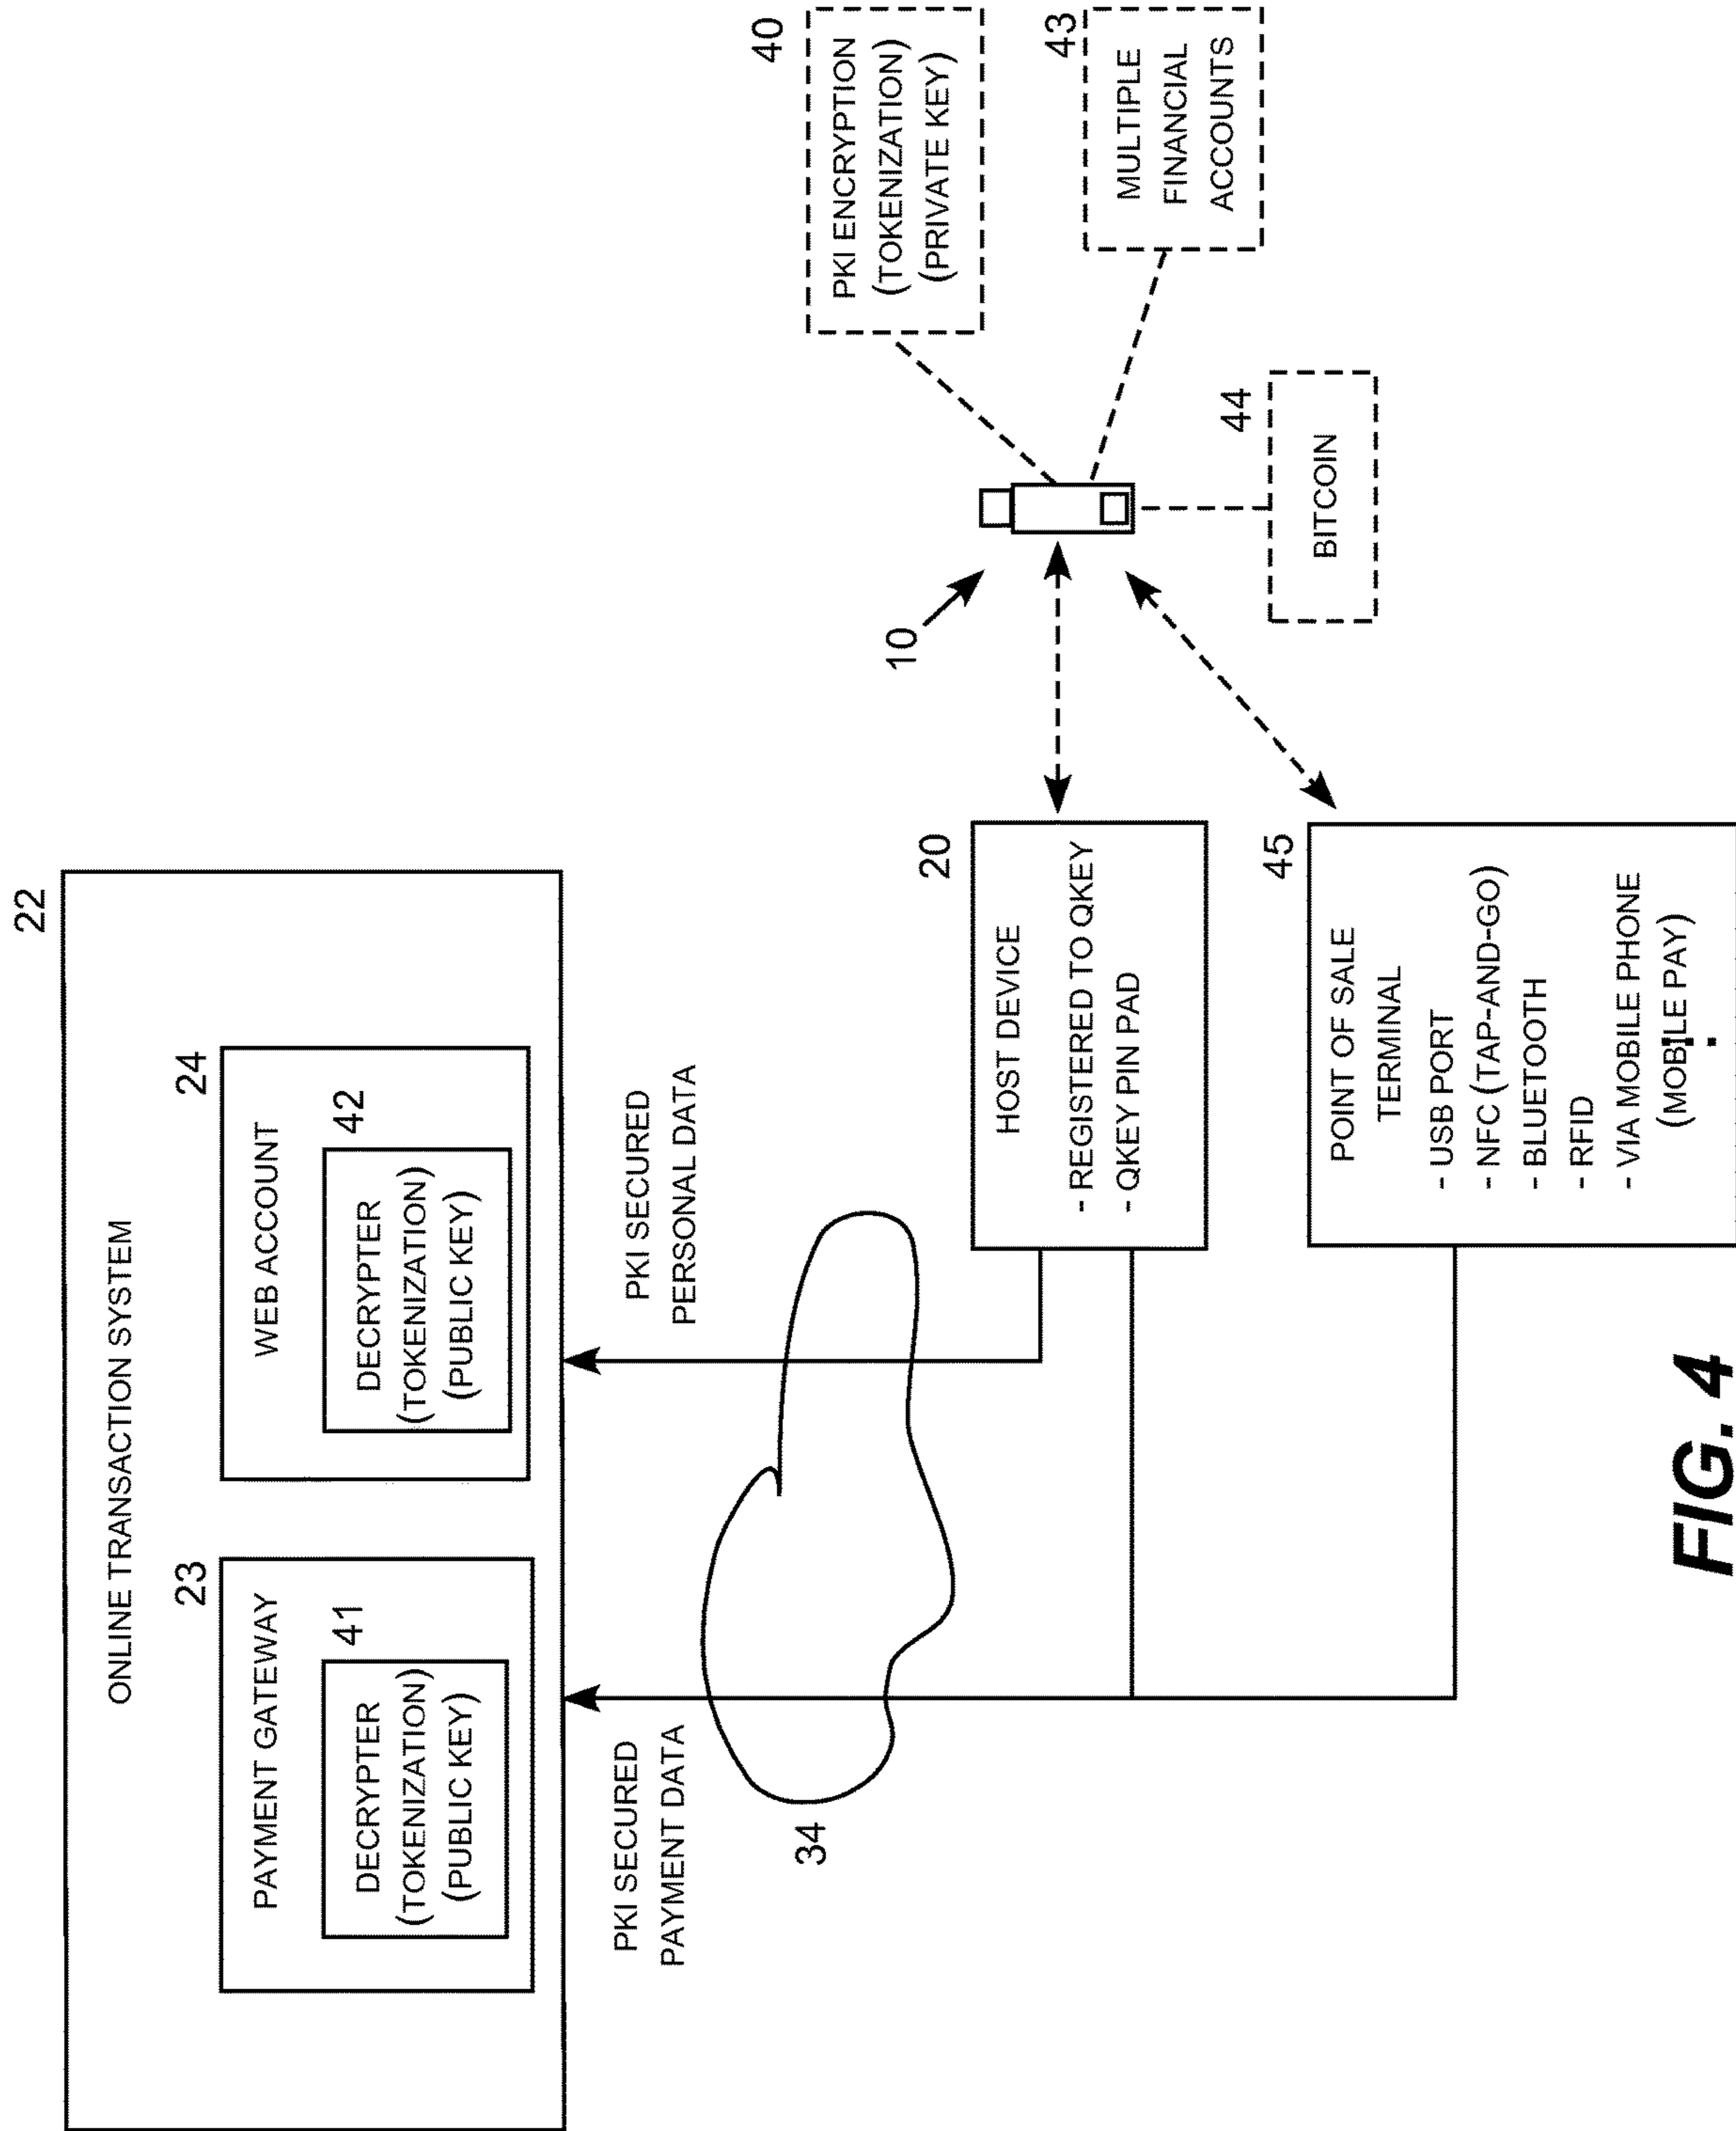 22
ONLINE TRANSACTION SYSTEM
23
PAYMENT GATEWAY
41
DECRYPTER
(TOKENIZATION)
(PUBLIC KEY)
24
WEB ACCOUNT
42
DECRYPTER
(TOKENIZATION)
(PUBLIC KEY)
PKI SECURED
PAYMENT DATA
PKI SECURED
PERSONAL DATA
34
20
HOST DEVICE
- REGISTERED TO QKEY
- QKEY PIN PAD
45
POINT OF SALE
TERMINAL
- USB PORT
- NFC (TAP-AND-GO)
- BLUETOOTH
- RFID
- VIA MOBILE PHONE
(MOBILE PAY)
10
40
PKI ENCRYPTION
(TOKENIZATION)
(PRIVATE KEY)
43
MULTIPLE
FINANCIAL
ACCOUNTS
44
BITCOIN
FIG. 4